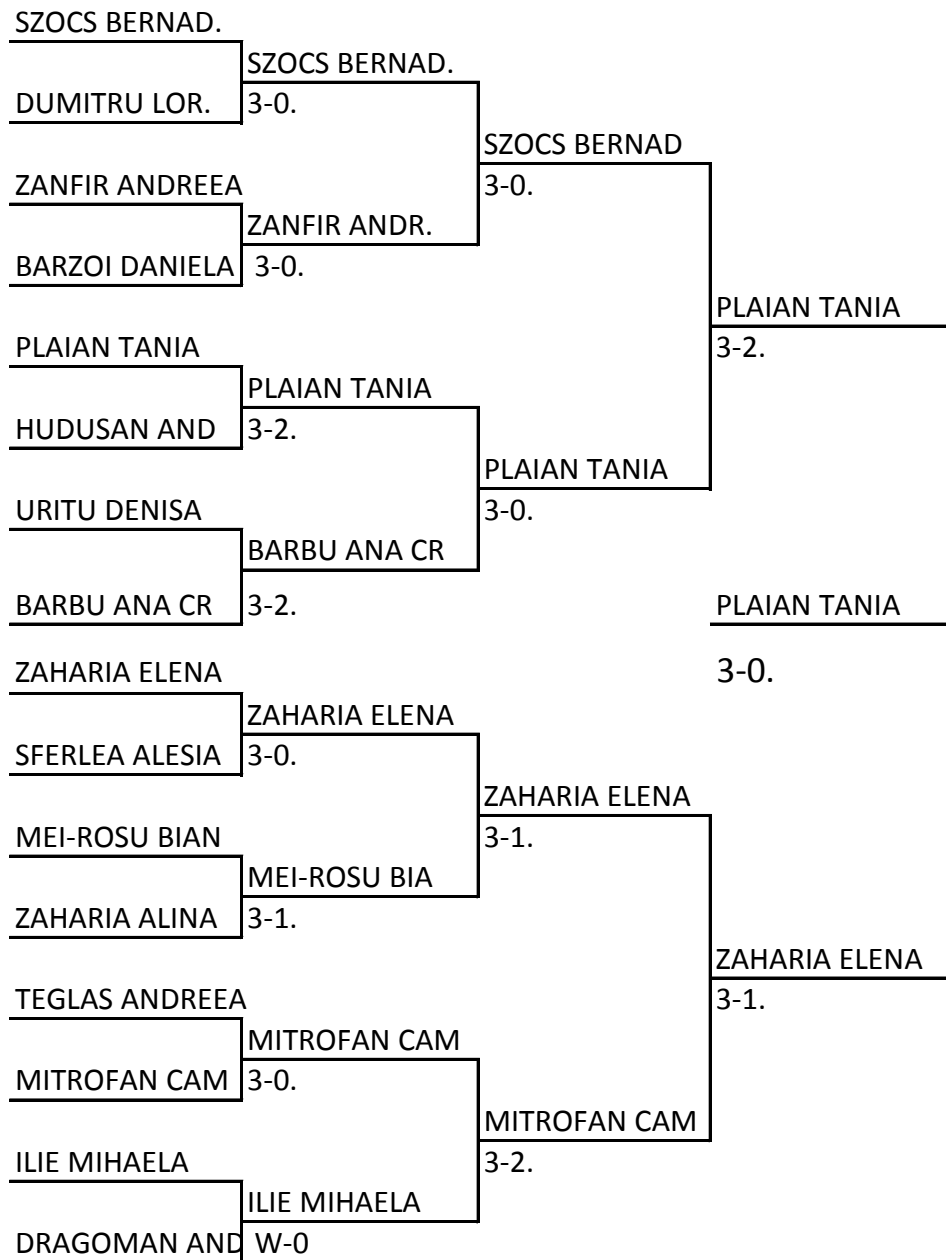 SZOCS BERNAD.
SZOCS BERNAD.
DUMITRU LOR.
3-0.
SZOCS BERNAD
ZANFIR ANDREEA
3-0.
ZANFIR ANDR.
BARZOI DANIELA
3-0.
PLAIAN TANIA
PLAIAN TANIA
3-2.
PLAIAN TANIA
HUDUSAN AND
3-2.
PLAIAN TANIA
URITU DENISA
3-0.
BARBU ANA CR
BARBU ANA CR
3-2.
PLAIAN TANIA
ZAHARIA ELENA
3-0.
ZAHARIA ELENA
SFERLEA ALESIA
3-0.
ZAHARIA ELENA
MEI-ROSU BIAN
3-1.
MEI-ROSU BIA
ZAHARIA ALINA
3-1.
ZAHARIA ELENA
TEGLAS ANDREEA
3-1.
MITROFAN CAM
MITROFAN CAM
3-0.
MITROFAN CAM
ILIE MIHAELA
3-2.
ILIE MIHAELA
DRAGOMAN AND
W-0